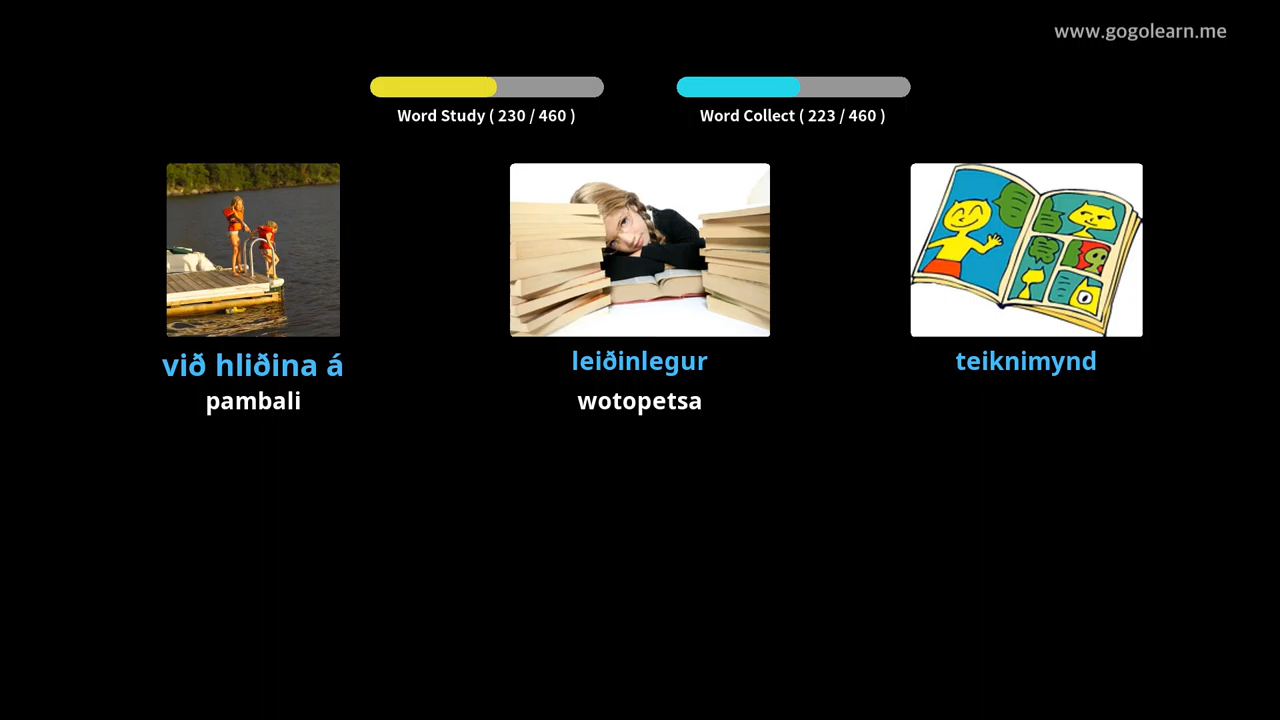 www.gogolearn.me
Word Study ( 230 / 460 )
Word Collect ( 223 / 460 )
við hliðina á
pambali
leiðinlegur
wotopetsa
teiknimynd